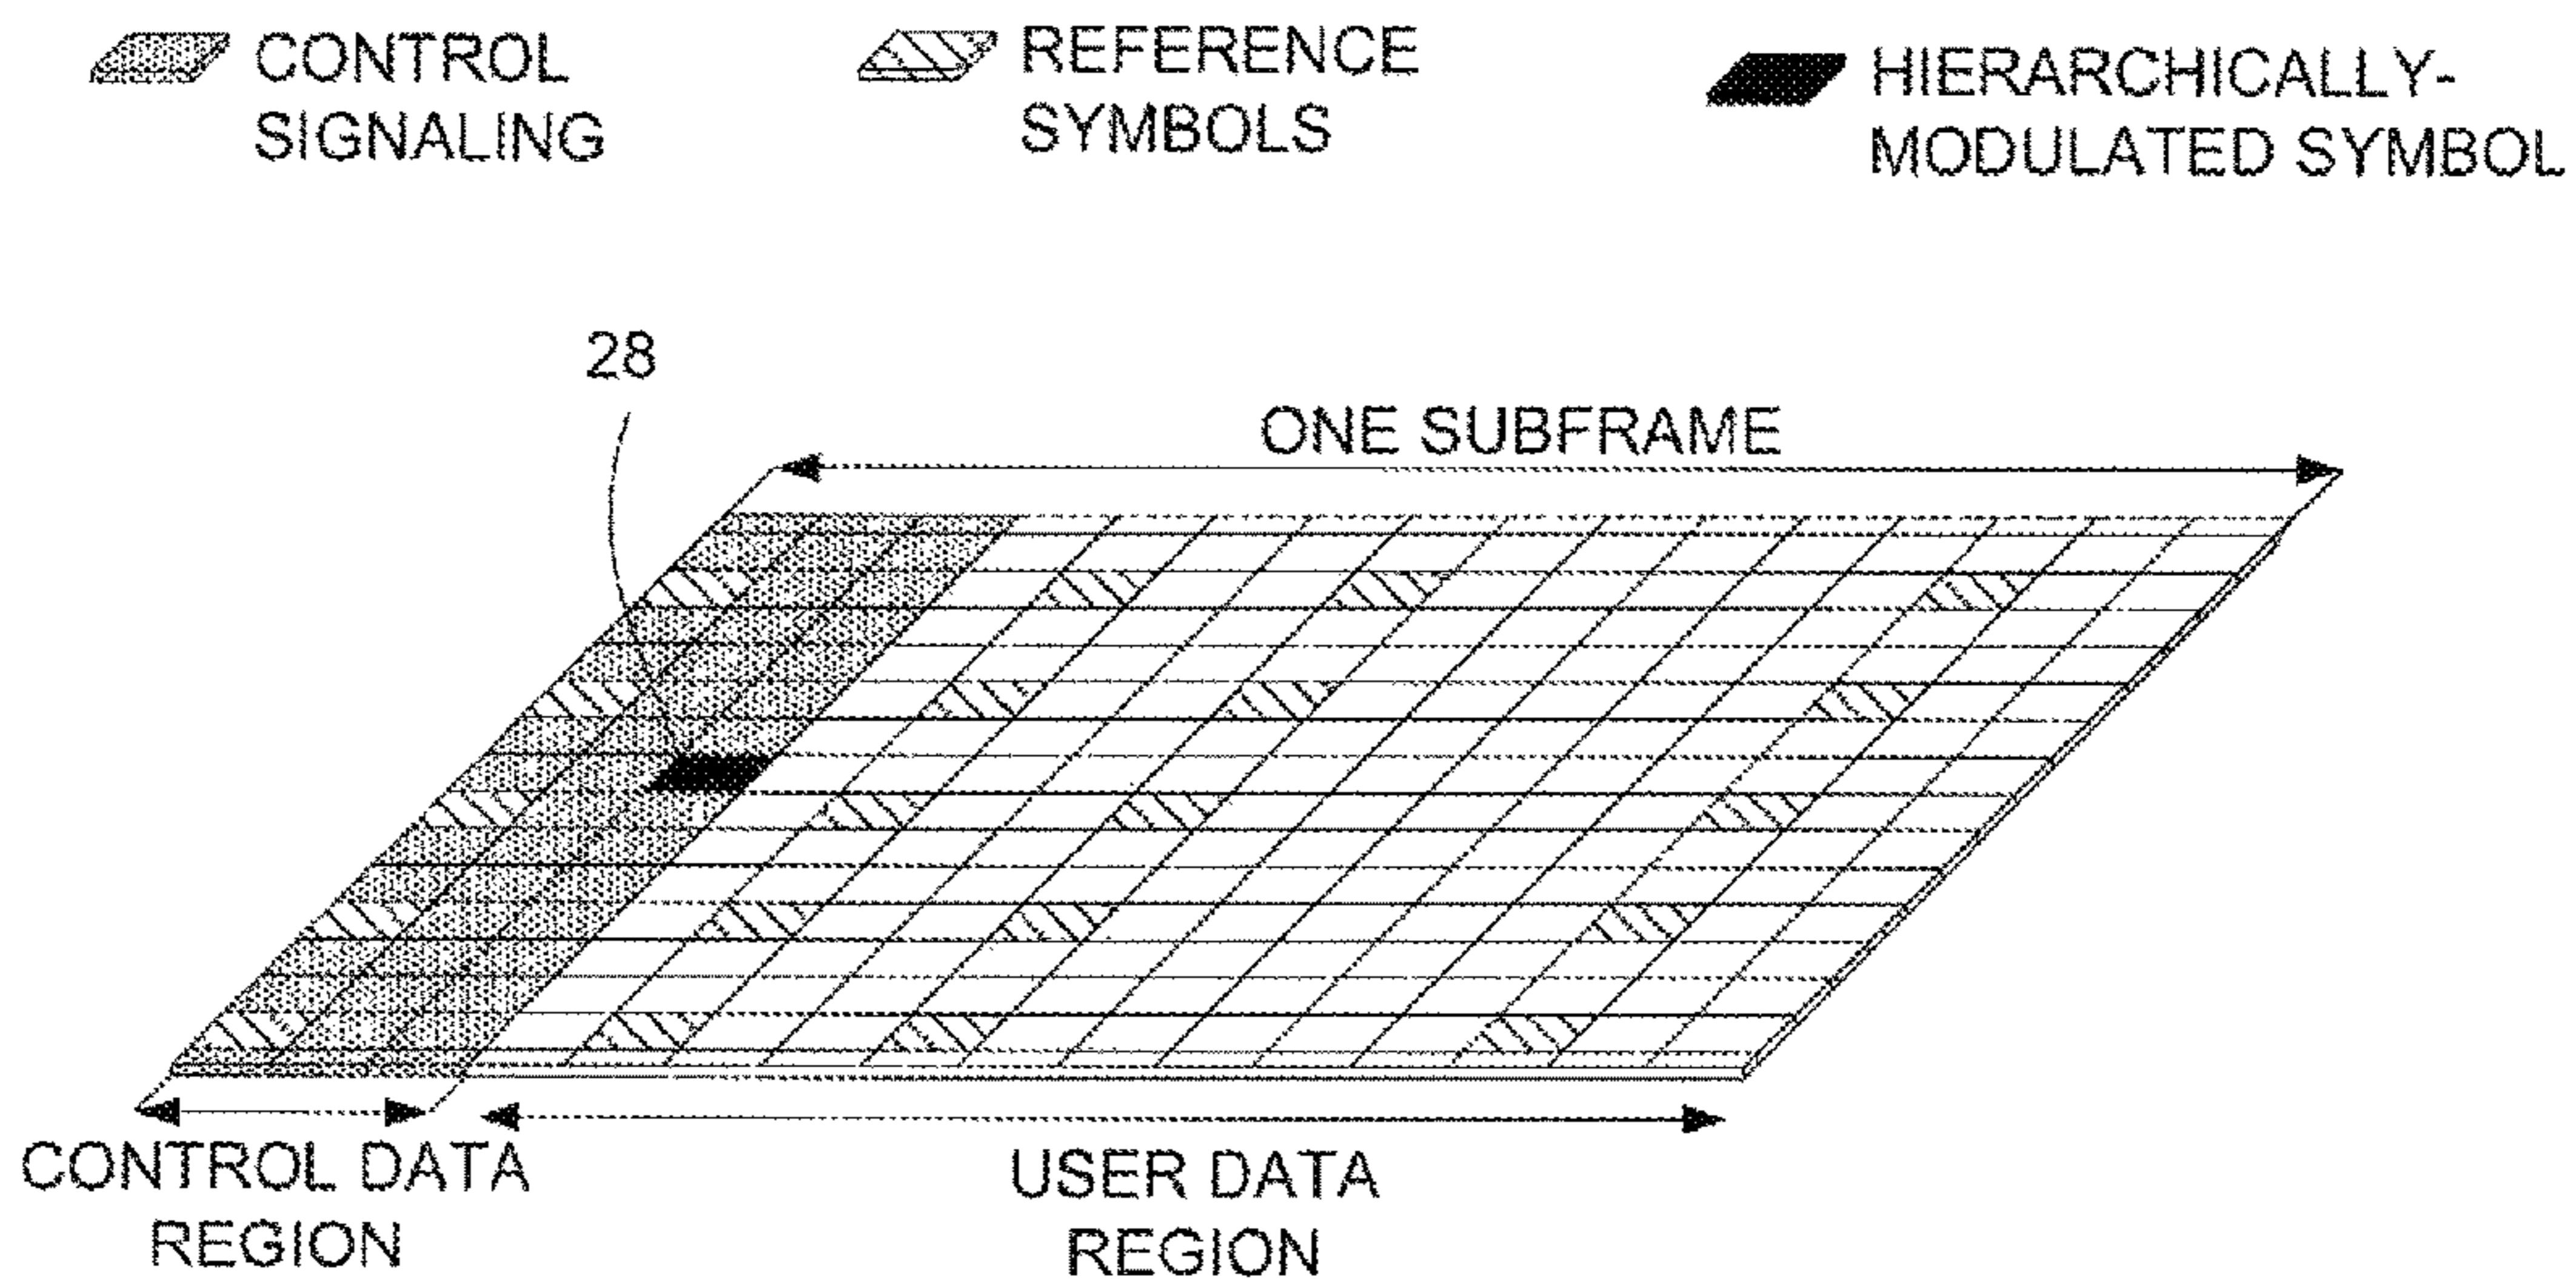 CONTROL
SIGNALING
REFERENCE
SYMBOLS
HIERARCHICALLY-
MODULATED SYMBOL
28
ONE SUBFRAME
CONTROL DATA
REGION
USER DATA
REGION